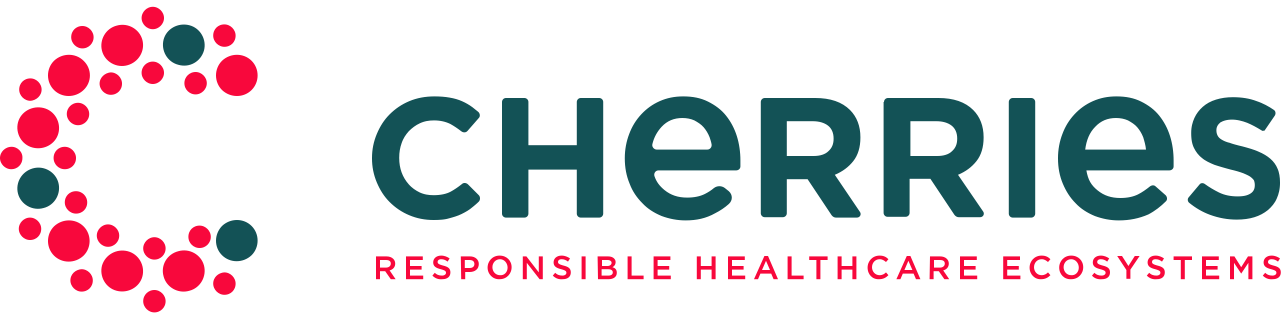 CHeRRIeS
RESPONSIBLE HEALTHCARE ECOSYSTEMS